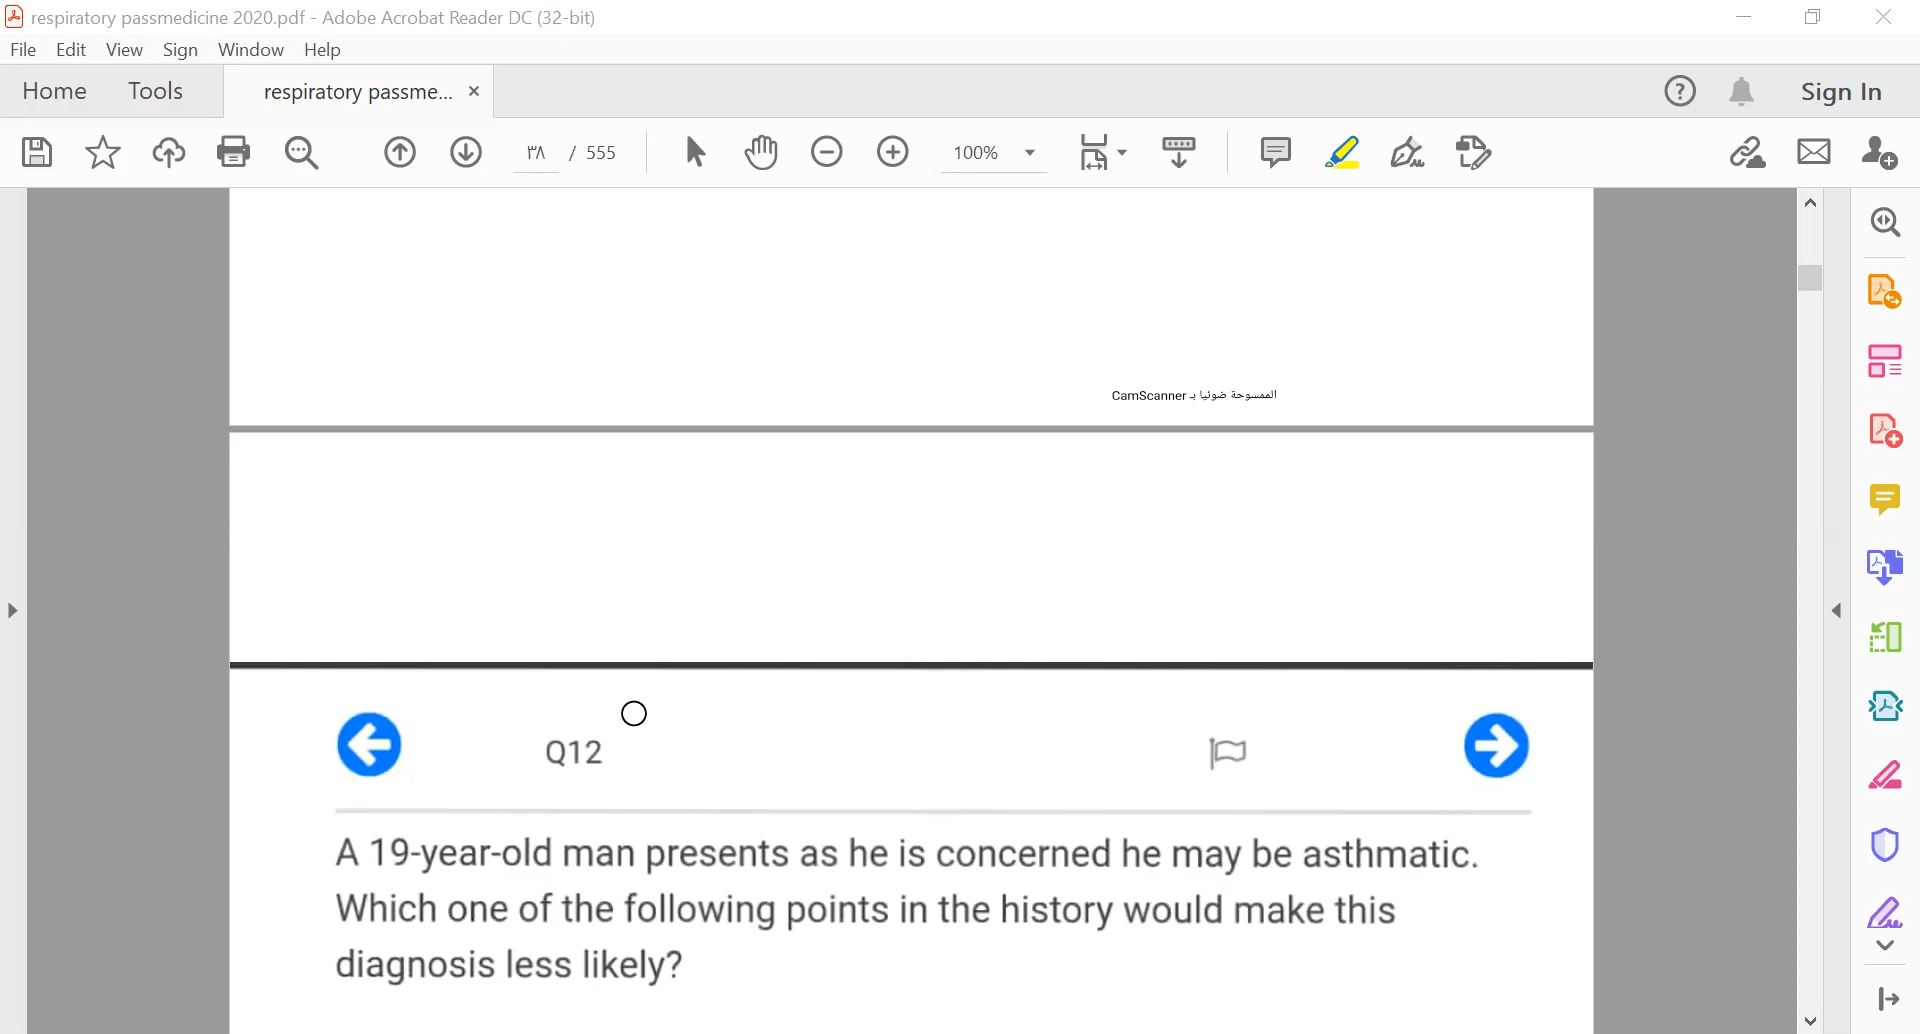 respiratory passmedicine 2020.pdf - Adobe Acrobat Reader DC (32-bit)
File Edit View Sign Window Help
Home Tools respiratory passme... × Sign In
٣٨ / 555 100%
الممسوحة ضوئيا بـ CamScanner
Q12
A 19-year-old man presents as he is concerned he may be asthmatic.
Which one of the following points in the history would make this
diagnosis less likely?